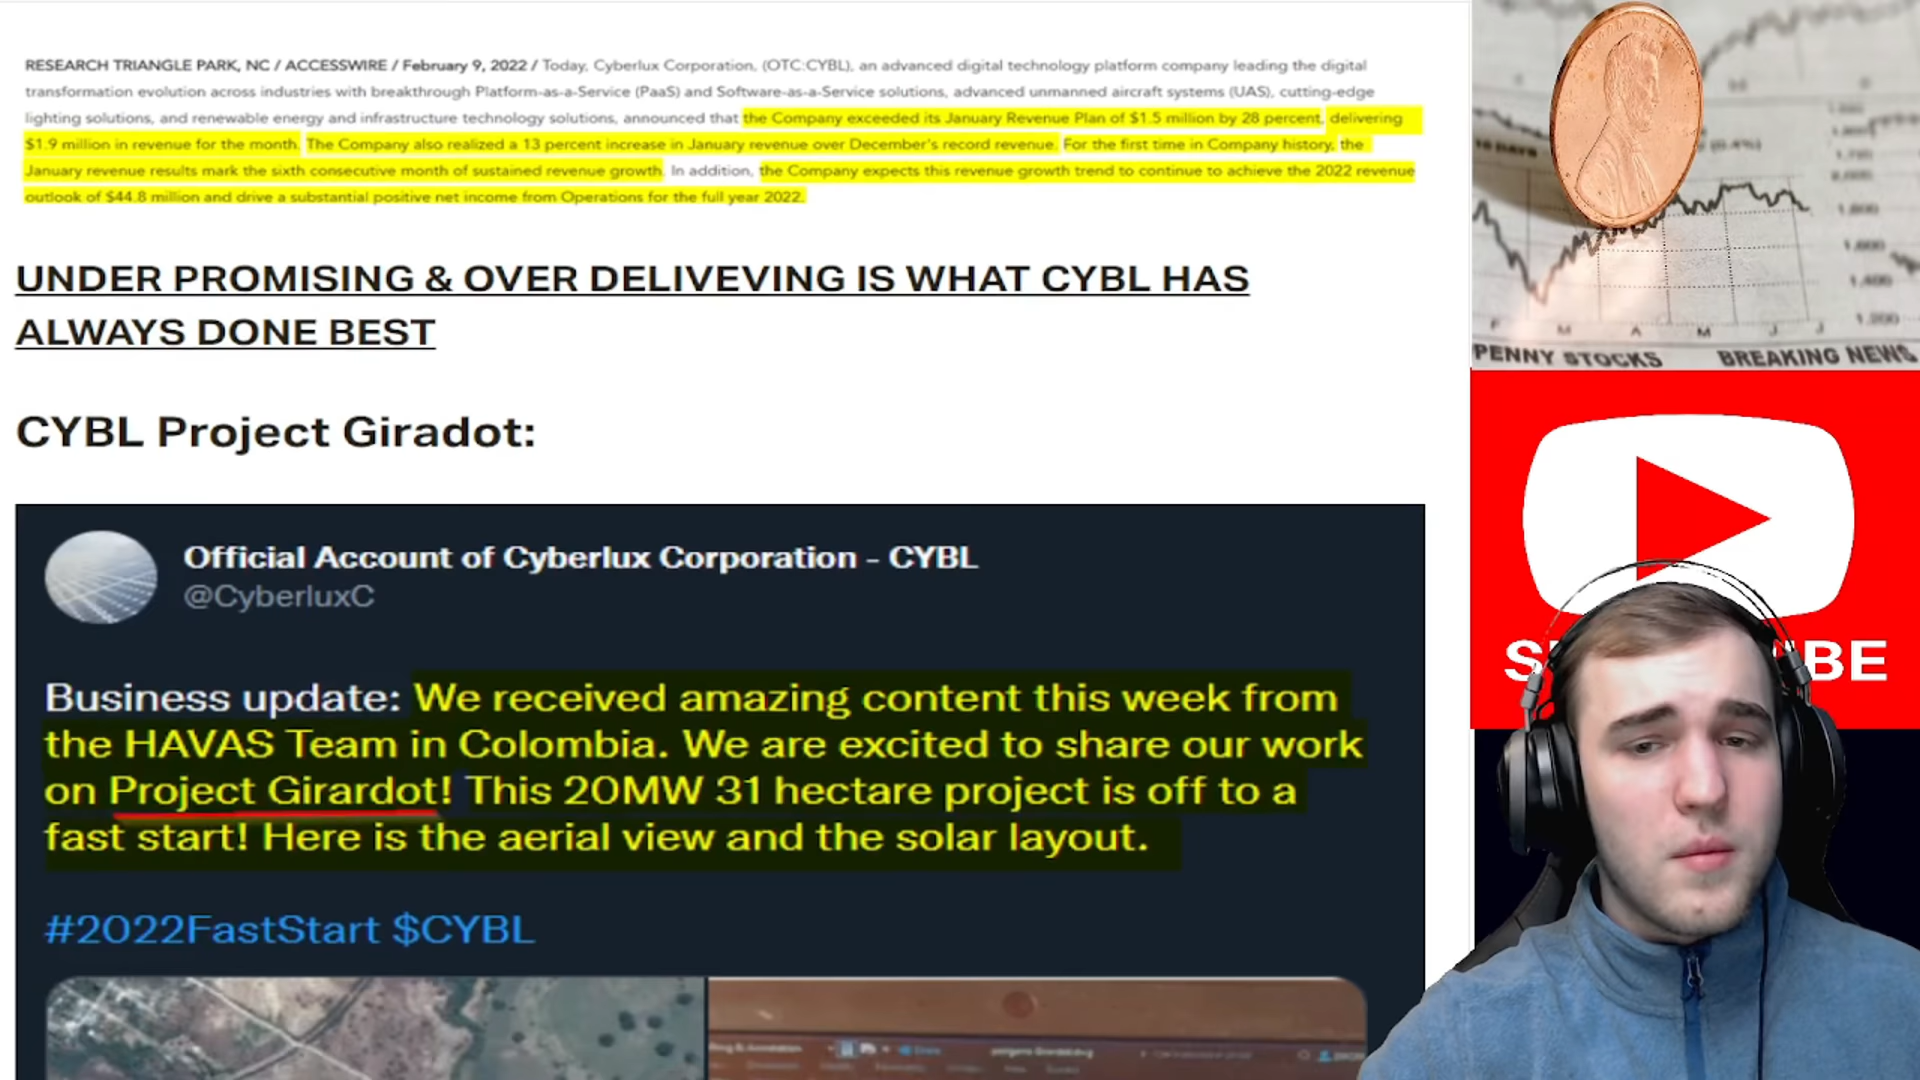 RESEARCH TRIANGLE PARK, NC / ACCESSWIRE / February 9, 2022 / Today, Cyberlux Corporation, (OTC:CYBL), an advanced digital technology platform company leading the digital
transformation evolution across industries with breakthrough Platform-as-a-Service (PaaS) and Software-as-a-Service solutions, advanced unmanned aircraft systems (UAS), cutting-edge
lighting solutions, and renewable energy and infrastructure technology solutions, announced that the Company exceeded its January Revenue Plan of $1.5 million by 28 percent, delivering
$1.9 million in revenue for the month. The Company also realized a 13 percent increase in January revenue over December's record revenue. For the first time in Company history, the
January revenue results mark the sixth consecutive month of sustained revenue growth. In addition, the Company expects this revenue growth trend to continue to achieve the 2022 revenue
outlook of $44.8 million and drive a substantial positive net income from Operations for the full year 2022.
UNDER PROMISING & OVER DELIVEVING IS WHAT CYBL HAS
ALWAYS DONE BEST
CYBL Project Giradot:
Official Account of Cyberlux Corporation - CYBL
@CyberluxC
Business update: We received amazing content this week from
the HAVAS Team in Colombia. We are excited to share our work
on Project Girardot! This 20MW 31 hectare project is off to a
fast start! Here is the aerial view and the solar layout.
#2022FastStart $CYBL
10 DAYS
1,800
1,600
1,400
1,200
F M A M J J
PENNY STOCKS BREAKING NEWS
S BE